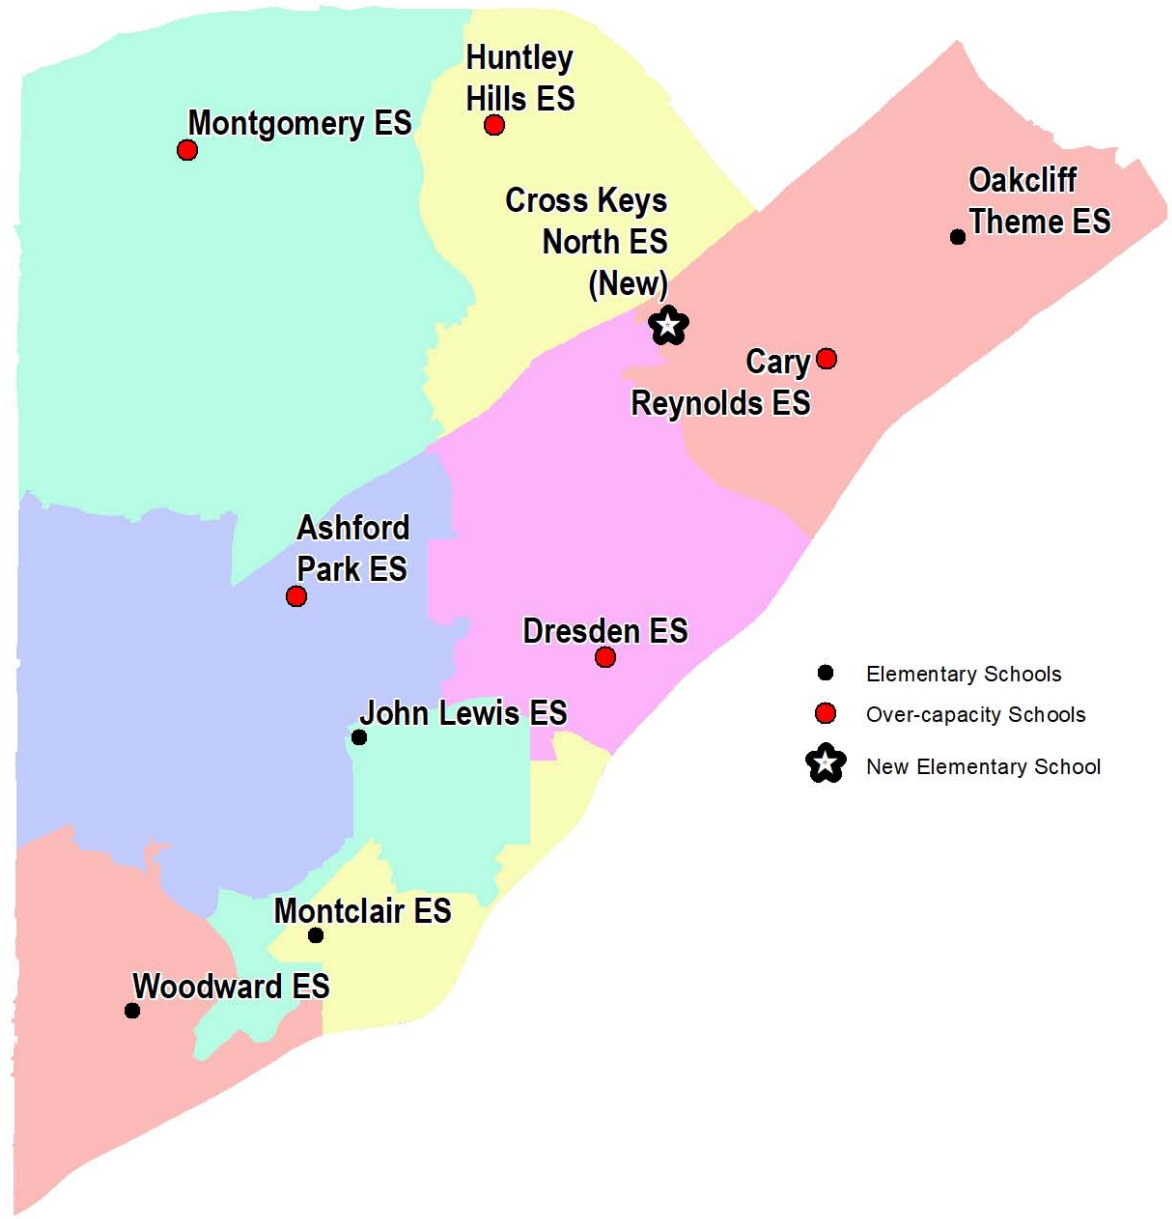 Huntley
Hills ES
Montgomery ES
Oakcliff
Theme ES
Cross Keys
North ES
(New)
Cary
Reynolds ES
Ashford
Park ES
Dresden ES
Elementary Schools
John Lewis ES
Over-capacity Schools
New Elementary School
Montclair ES
Woodward ES